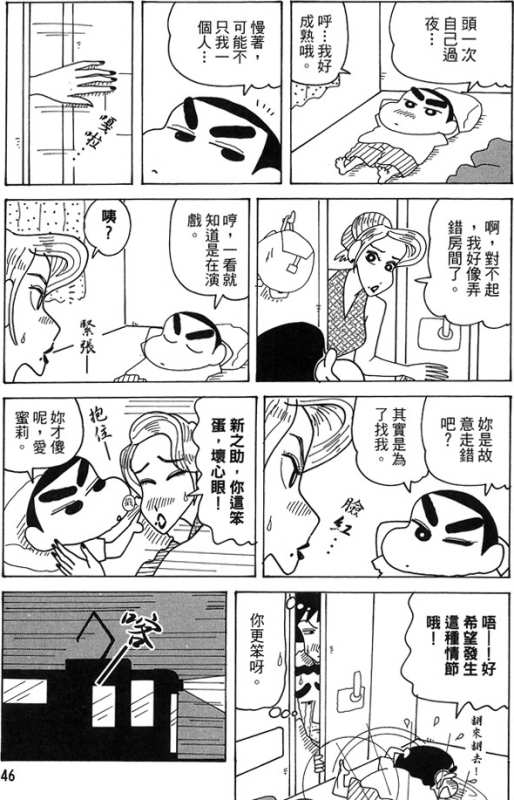 頭一次
自己過
夜…
呼…我好
成熟哦。
慢著，
可能不
只我一
個人…
嘎啦…
啊，對不起
，我好像弄
錯房間了。
哼，一看就
知道是在演
戲。
咦？
緊張—
妳是故
意走錯
吧？
其實是為
了找我。
臉紅…
新之助，你這笨
蛋，壞心眼！
抱住—
妳才傻
呢，愛
蜜莉。
唔——！好
希望發生
這種情節
哦！
翻來翻去！
你更笨呀。
喀
46